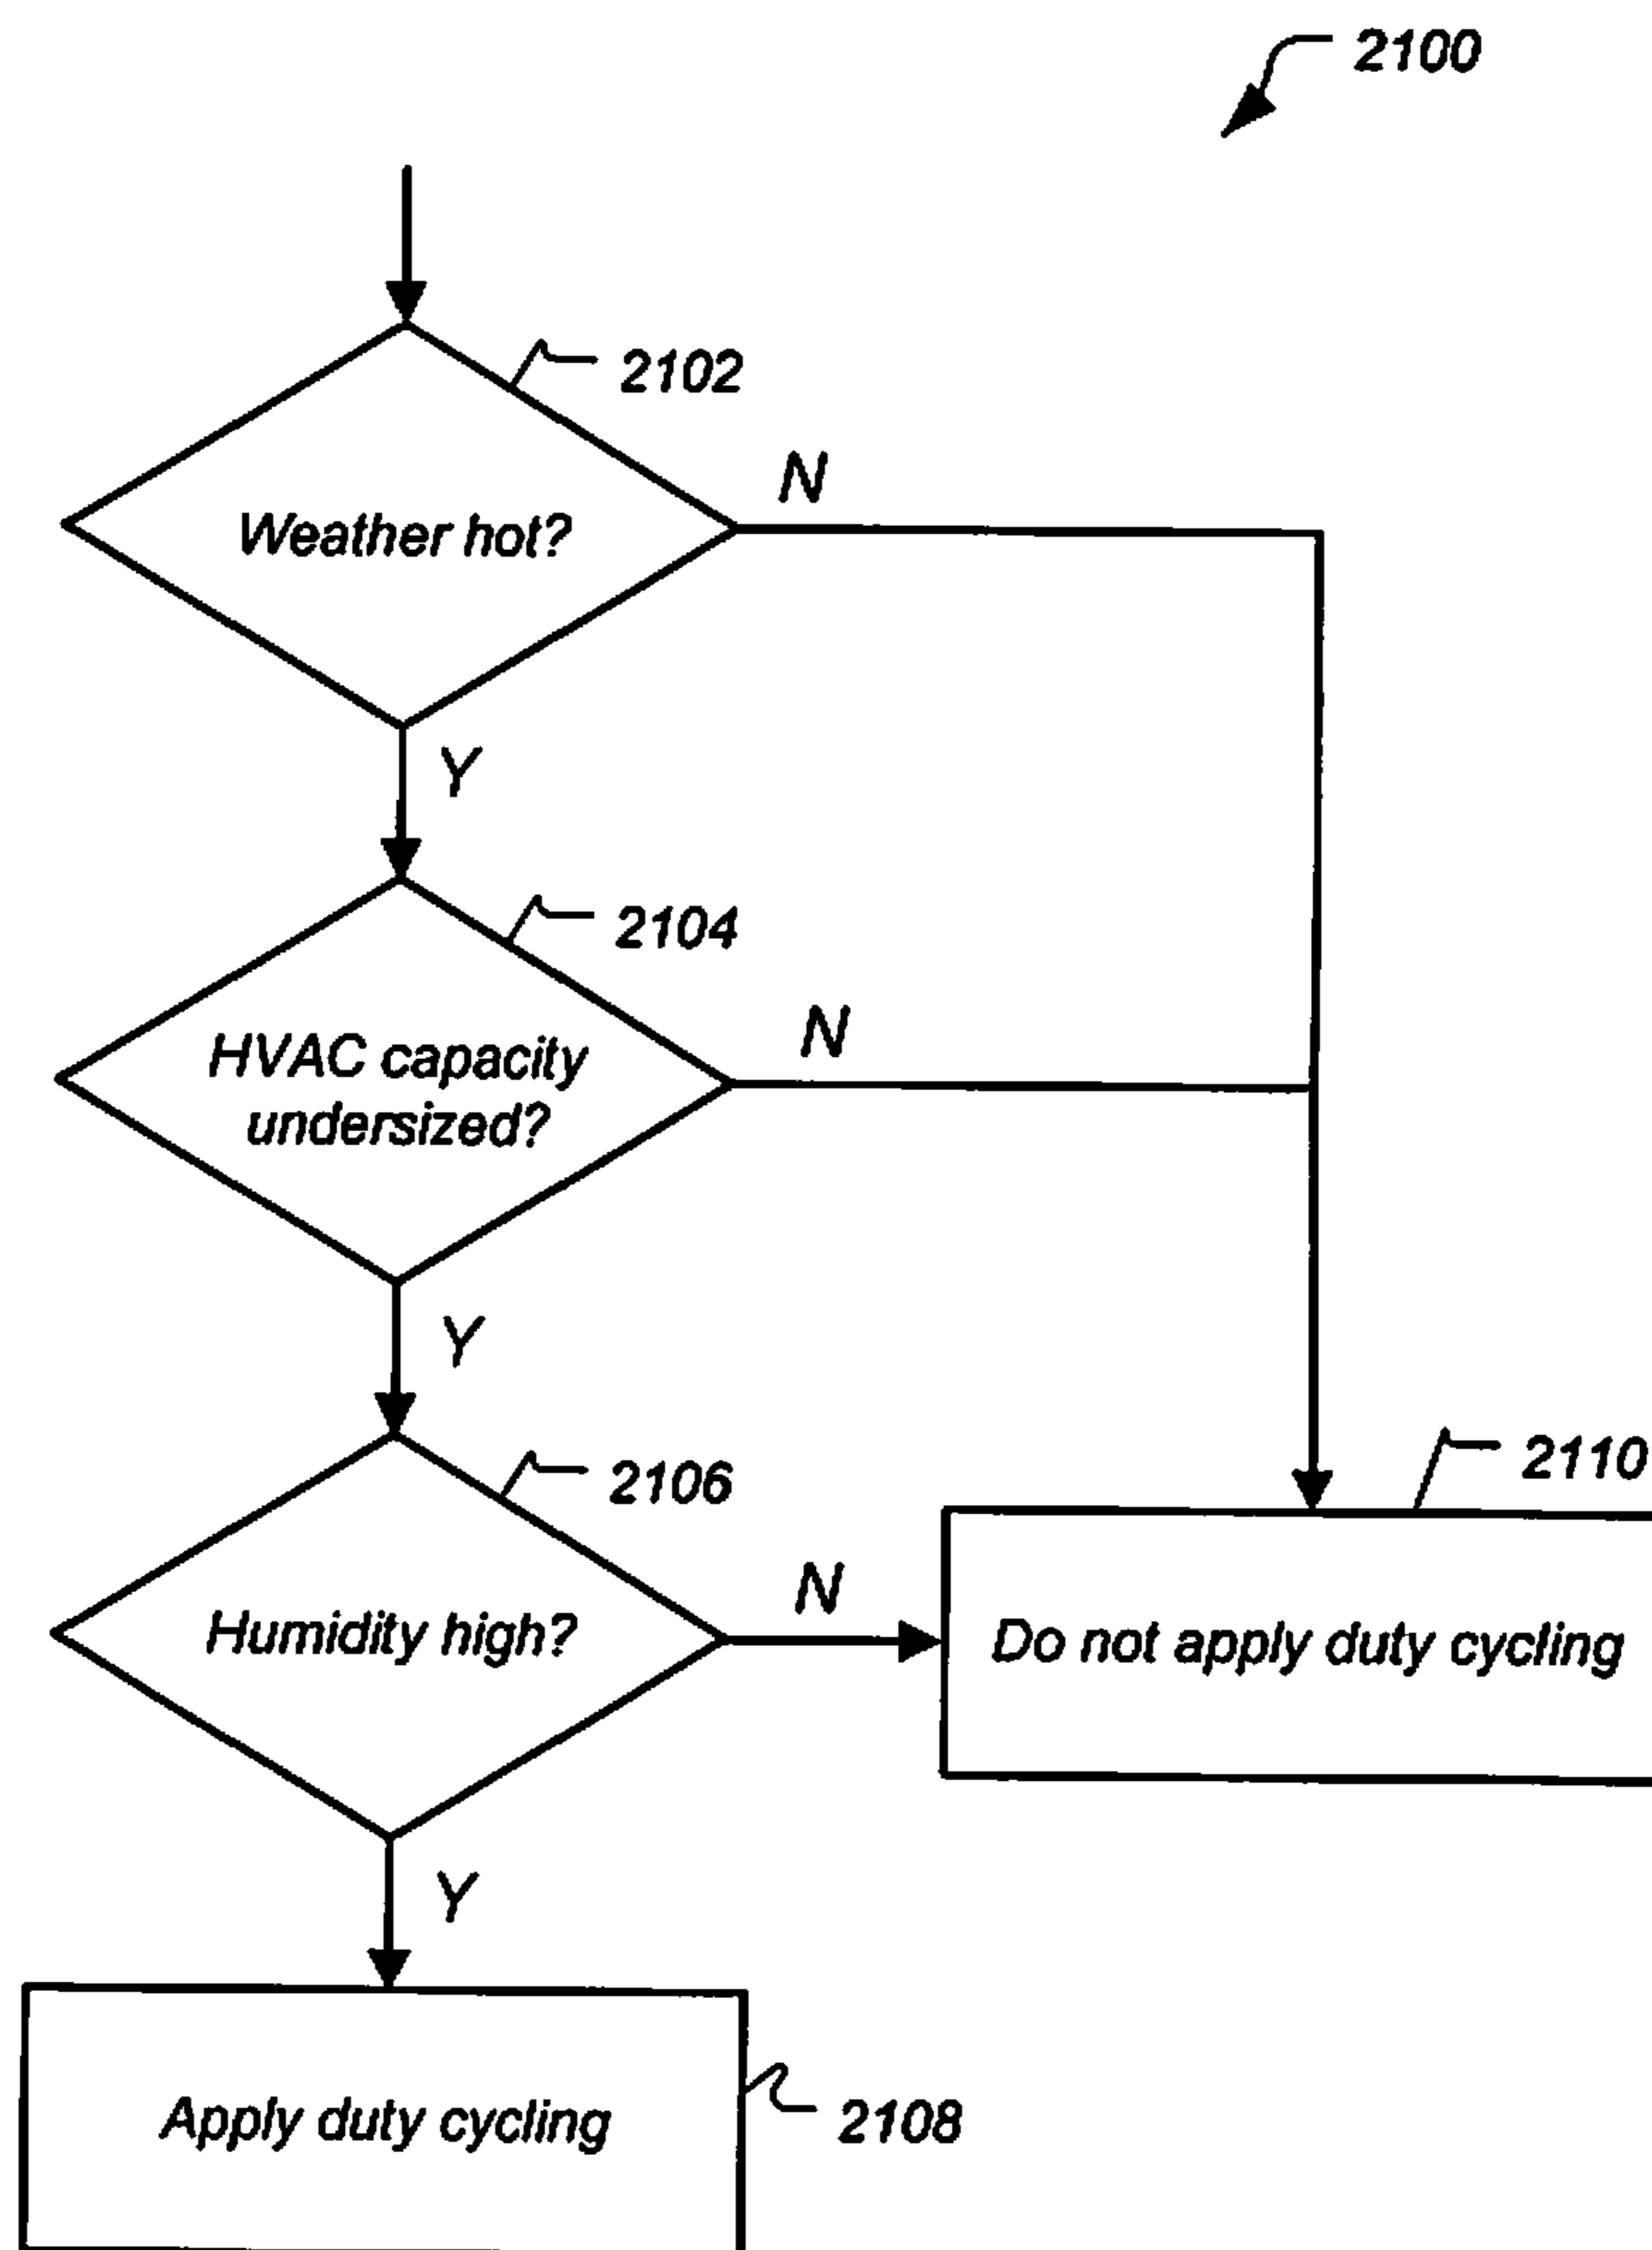 2100
2102
Weather hot?
N
Y
2104
HVAC capacity
undersized?
N
Y
2106
Humidity high?
N
2110
Do not apply duty cycling
Y
Apply duty cycling
2108